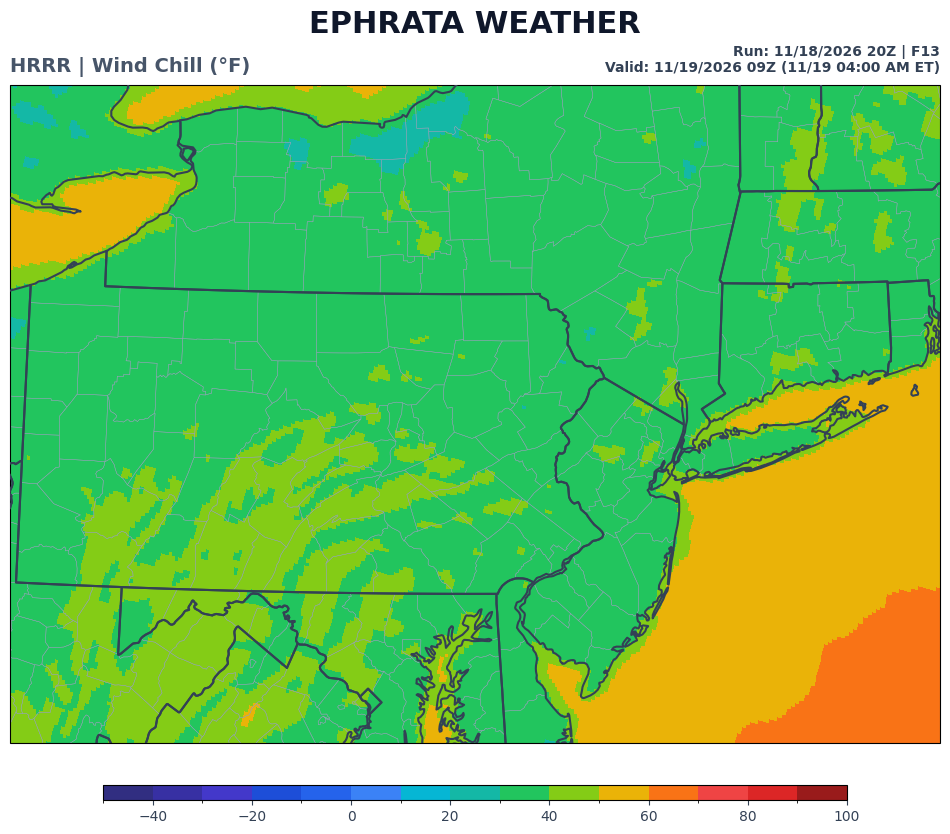 EPHRATA WEATHER
HRRR | Wind Chill (°F)
Run: 11/18/2026 20Z | F13
Valid: 11/19/2026 09Z (11/19 04:00 AM ET)
−40 −20 0 20 40 60 80 100